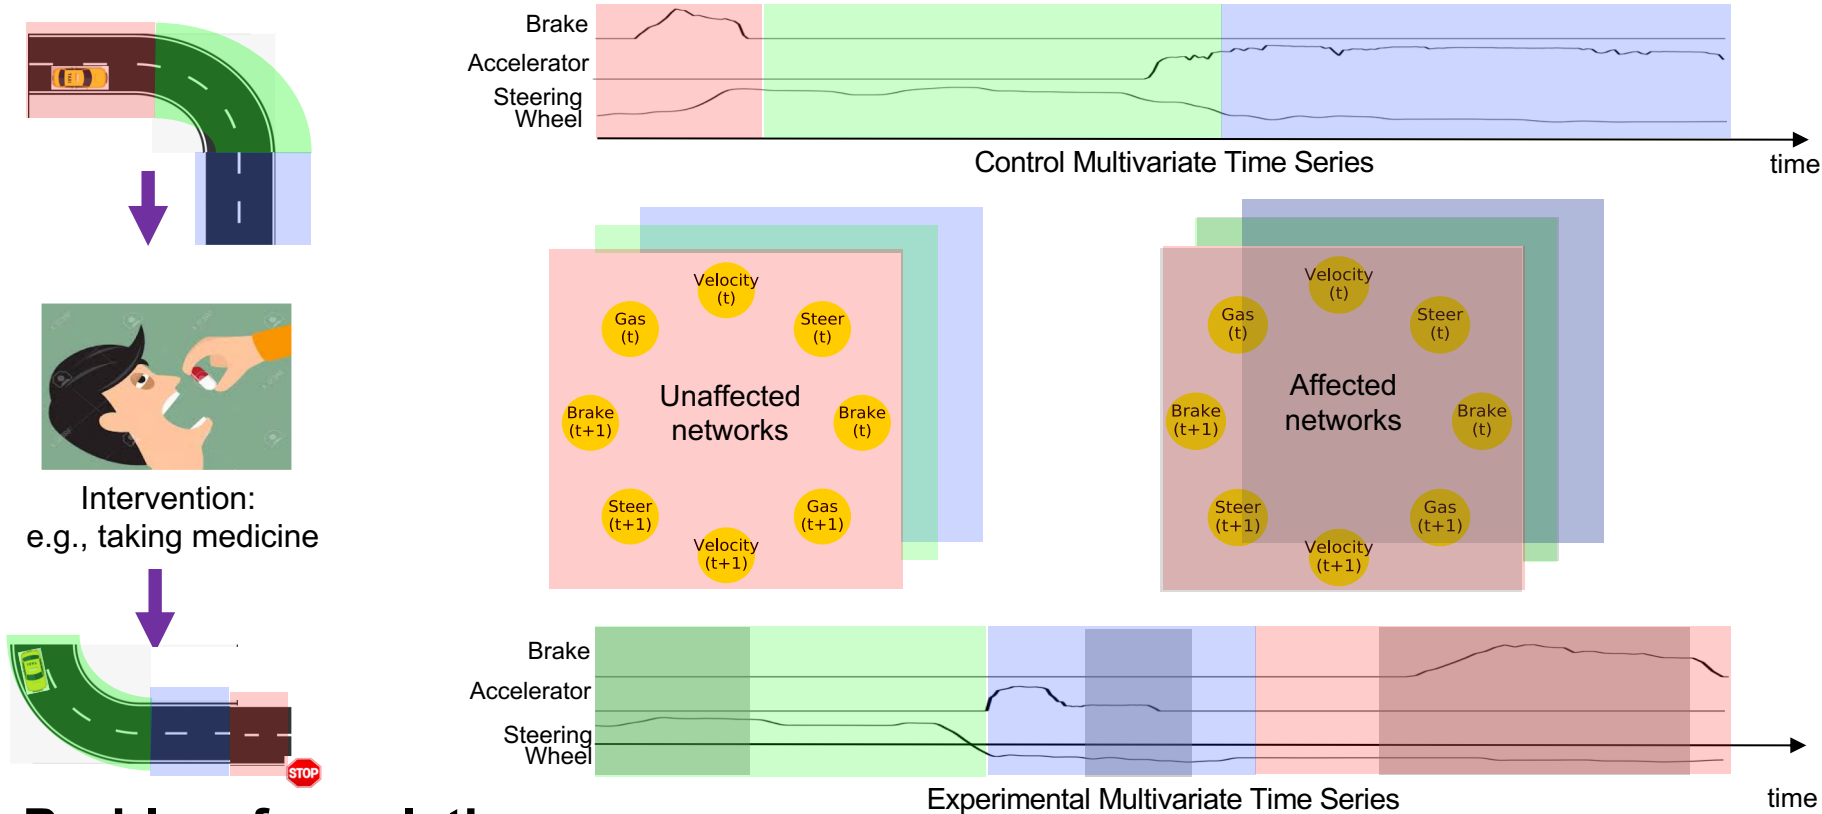 Brake
Accelerator
Steering
Wheel
Control Multivariate Time Series
time
Velocity
(t)
Gas
(t)
Steer
(t)
Brake
(t+1)
Unaffected
networks
Brake
(t)
Steer
(t+1)
Gas
(t+1)
Velocity
(t+1)
Velocity
(t)
Gas
(t)
Steer
(t)
Brake
(t+1)
Affected
networks
Brake
(t)
Steer
(t+1)
Gas
(t+1)
Velocity
(t+1)
Intervention:
e.g., taking medicine
STOP
Brake
Accelerator
Steering
Wheel
Experimental Multivariate Time Series
time